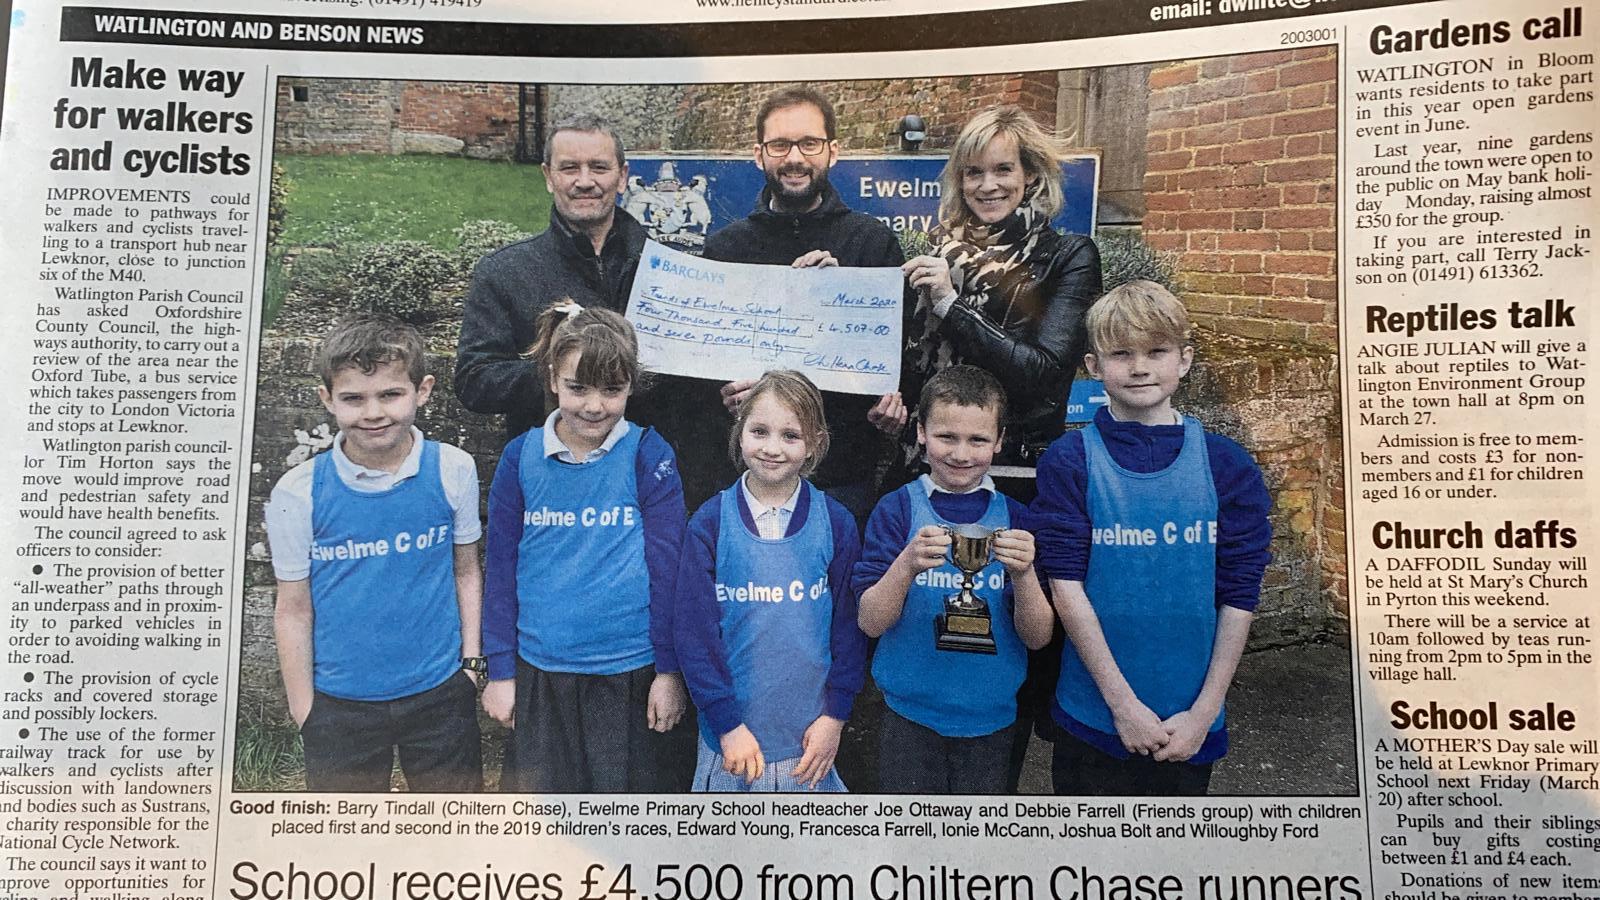 www.henleystandard.co
email: dwhite@
WATLINGTON AND BENSON NEWS
Make way
for walkers
and cyclists
IMPROVEMENTS could
be made to pathways for
walkers and cyclists travel-
ling to a transport hub near
Lewknor, close to junction
six of the M40.
Watlington Parish Council
has asked Oxfordshire
County Council, the high-
ways authority, to carry out a
review of the area near the
Oxford Tube, a bus service
which takes passengers from
the city to London Victoria
and stops at Lewknor.
Watlington parish council-
lor Tim Horton says the
move would improve road
and pedestrian safety and
would have health benefits.
The council agreed to ask
officers to consider:
● The provision of better
"all-weather" paths through
an underpass and in proxim-
ity to parked vehicles in
order to avoiding walking in
the road.
● The provision of cycle
racks and covered storage
and possibly lockers.
● The use of the former
railway track for use by
walkers and cyclists after
discussion with landowners
and bodies such as Sustrans,
charity responsible for the
National Cycle Network.
The council says it want to
improve opportunities for
walking along
2003001
Ewelm
mary
BARCLAYS
Friends of Ewelme School
March 2020
Four Thousand Five hundred
£4,507-00
and seven pounds only
Chiltern Chase
on
Ewelme C of E
welme C of E
Ewelme C of
elme C of
welme C of E
Good finish: Barry Tindall (Chiltern Chase), Ewelme Primary School headteacher Joe Ottaway and Debbie Farrell (Friends group) with children
placed first and second in the 2019 children's races, Edward Young, Francesca Farrell, Ionie McCann, Joshua Bolt and Willoughby Ford
School receives £4,500 from Chiltern Chase runners
Gardens call
WATLINGTON in Bloom
wants residents to take part
in this year open gardens
event in June.
Last year, nine gardens
around the town were open to
the public on May bank holi-
day Monday, raising almost
£350 for the group.
If you are interested in
taking part, call Terry Jack-
son on (01491) 613362.
Reptiles talk
ANGIE JULIAN will give a
talk about reptiles to Wat-
lington Environment Group
at the town hall at 8pm on
March 27.
Admission is free to mem-
bers and costs £3 for non-
members and £1 for children
aged 16 or under.
Church daffs
A DAFFODIL Sunday will
be held at St Mary's Church
in Pyrton this weekend.
There will be a service at
10am followed by teas run-
ning from 2pm to 5pm in the
village hall.
School sale
A MOTHER'S Day sale will
be held at Lewknor Primary
School next Friday (March
20) after school.
Pupils and their siblings
can buy gifts costing
between £1 and £4 each.
Donations of new items
should be given to